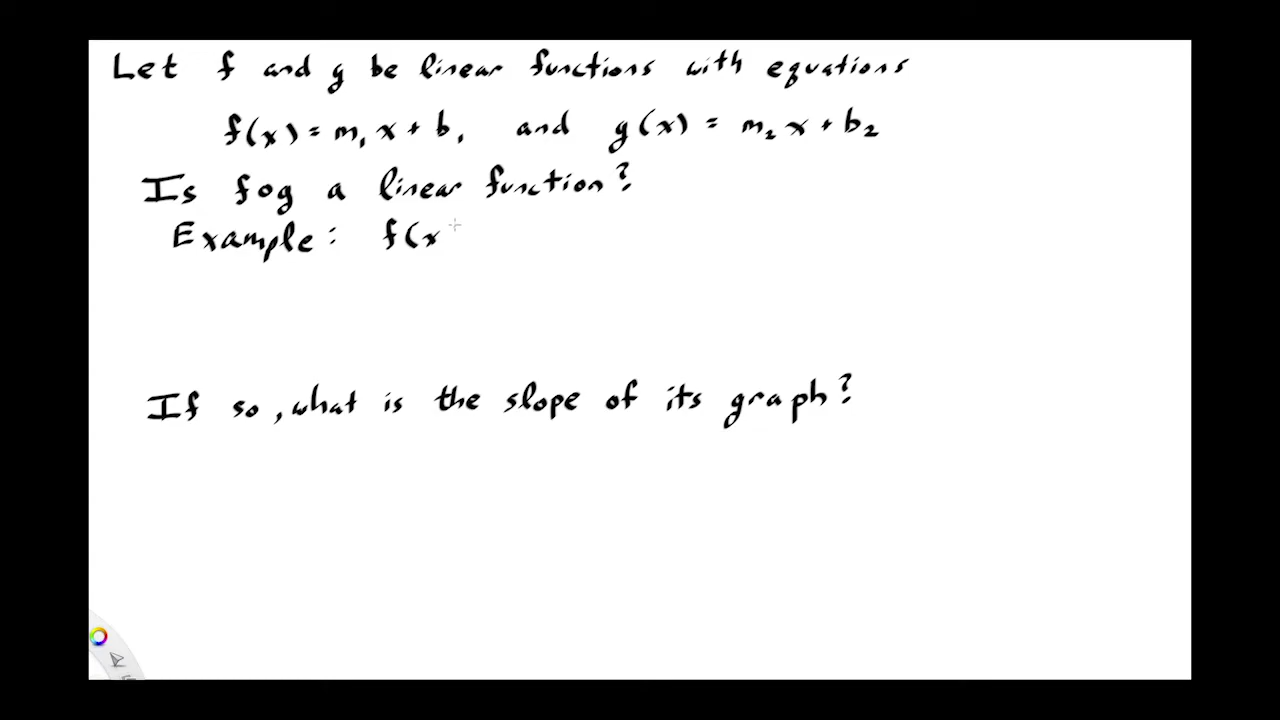 Let f and g be linear functions with equations
f(x) = m₁x + b₁ and g(x) = m₂x + b₂
Is fog a linear function?
Example: f(x
If so, what is the slope of its graph?